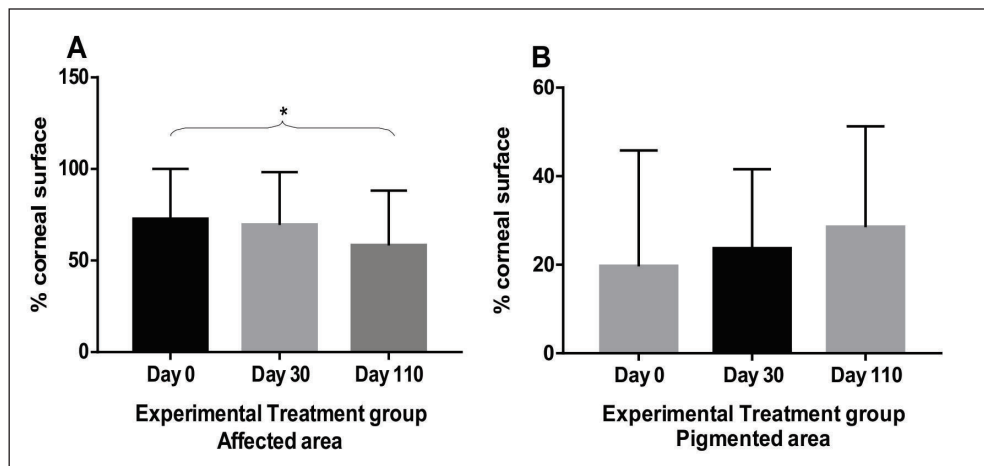 A
150
100
50
0
% corneal surface
*
Day 0 Day 30 Day 110
Experimental Treatment group
Affected area
B
60
40
20
0
% corneal surface
Day 0 Day 30 Day 110
Experimental Treatment group
Pigmented area